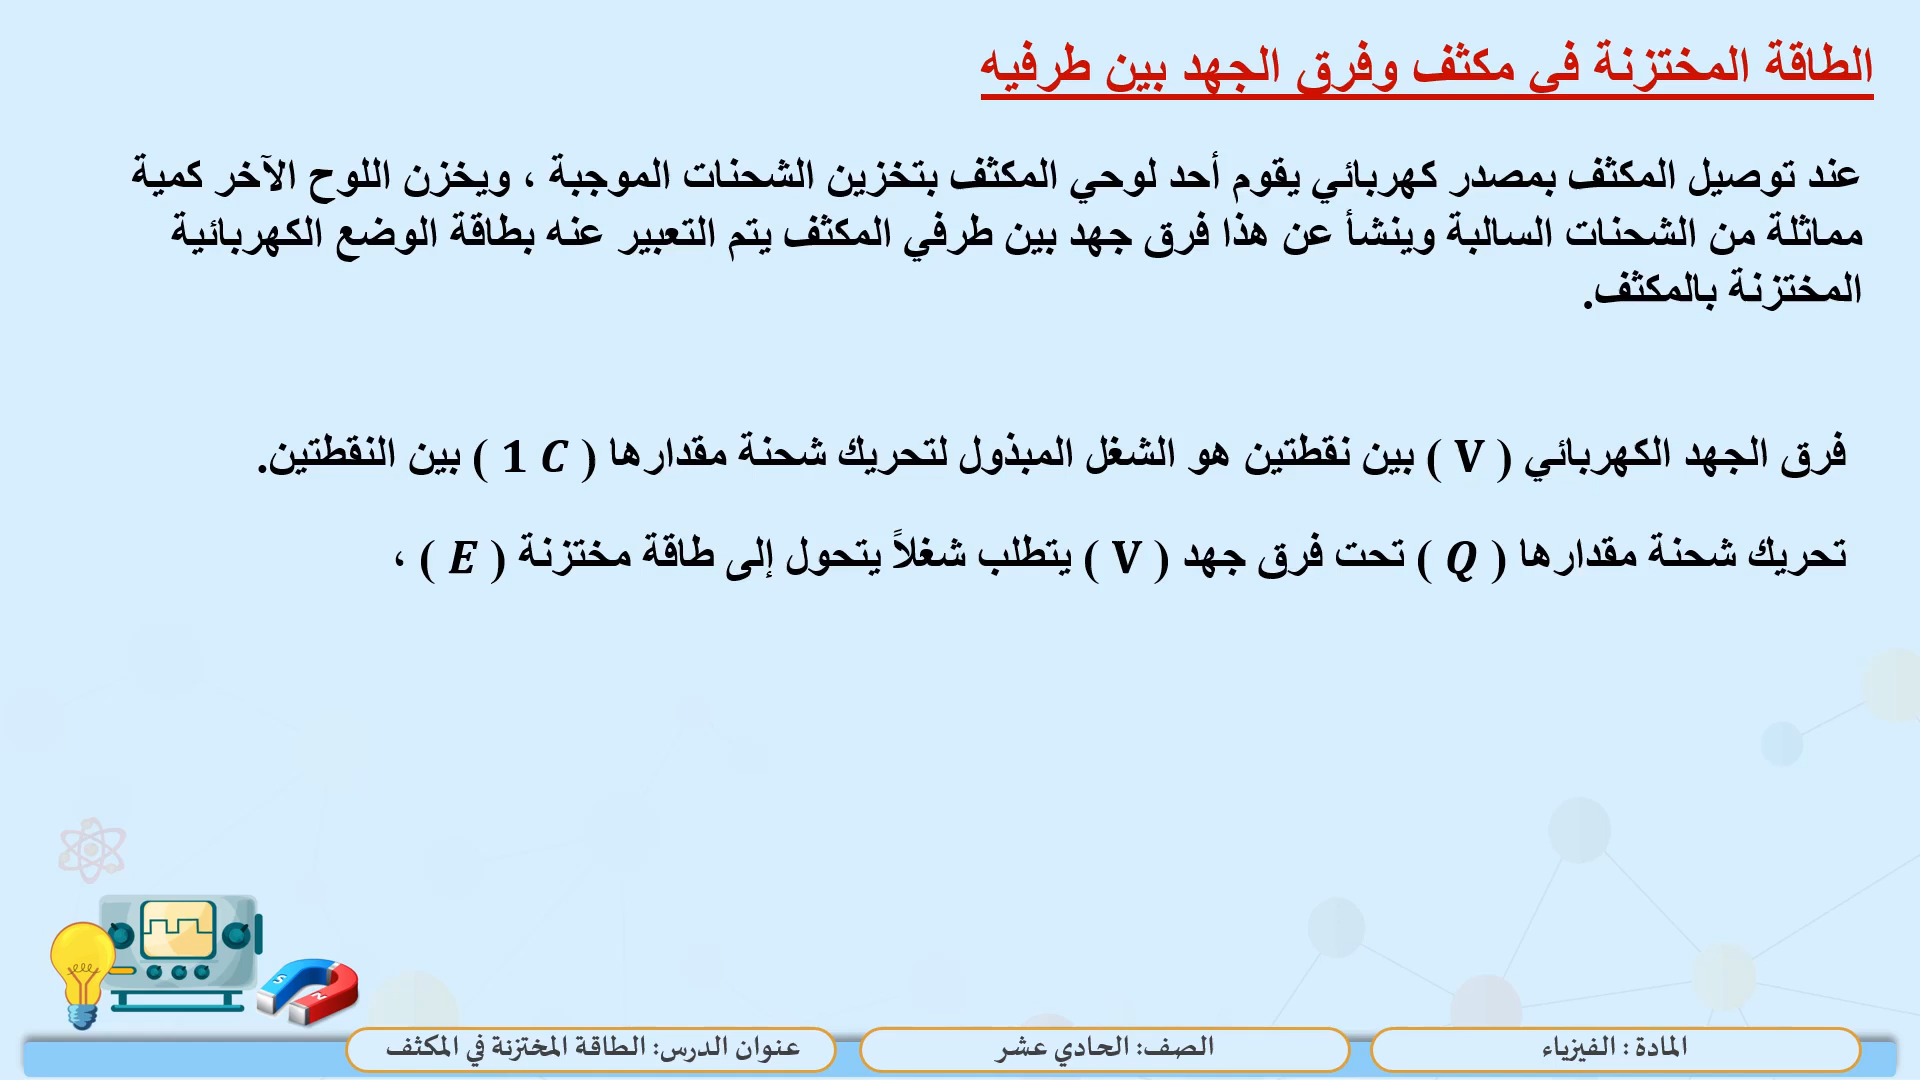 الطاقة المختزنة فى مكثف وفرق الجهد بين طرفيه
عند توصيل المكثف بمصدر كهربائي يقوم أحد لوحي المكثف بتخزين الشحنات الموجبة ، ويخزن اللوح الآخر كمية
مماثلة من الشحنات السالبة وينشأ عن هذا فرق جهد بين طرفي المكثف يتم التعبير عنه بطاقة الوضع الكهربائية
المختزنة بالمكثف.
فرق الجهد الكهربائي ( V ) بين نقطتين هو الشغل المبذول لتحريك شحنة مقدارها ( 1 C ) بين النقطتين.
تحريك شحنة مقدارها ( Q ) تحت فرق جهد ( V ) يتطلب شغلاً يتحول إلى طاقة مختزنة ( E ) ،
S
N
المادة : الفيزياء
الصف: الحادي عشر
عنوان الدرس: الطاقة المختزنة في المكثف